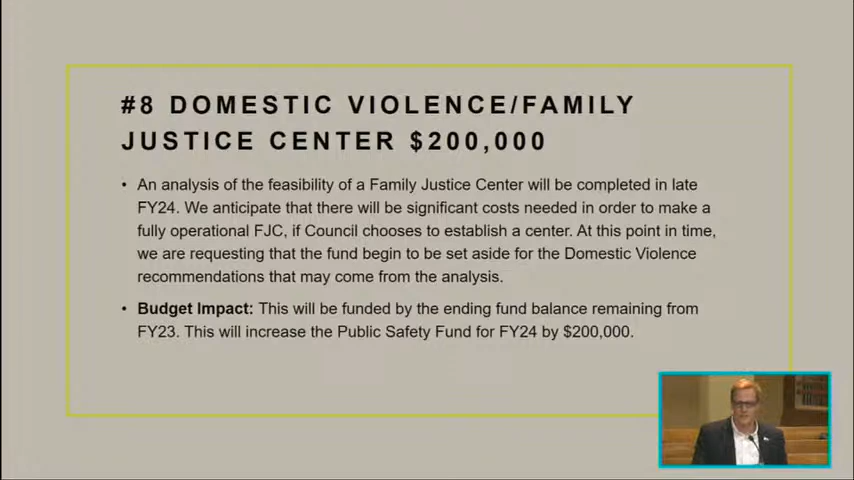 #8 DOMESTIC VIOLENCE/FAMILY
JUSTICE CENTER $200,000
• An analysis of the feasibility of a Family Justice Center will be completed in late
FY24. We anticipate that there will be significant costs needed in order to make a
fully operational FJC, if Council chooses to establish a center. At this point in time,
we are requesting that the fund begin to be set aside for the Domestic Violence
recommendations that may come from the analysis.
• Budget Impact: This will be funded by the ending fund balance remaining from
FY23. This will increase the Public Safety Fund for FY24 by $200,000.